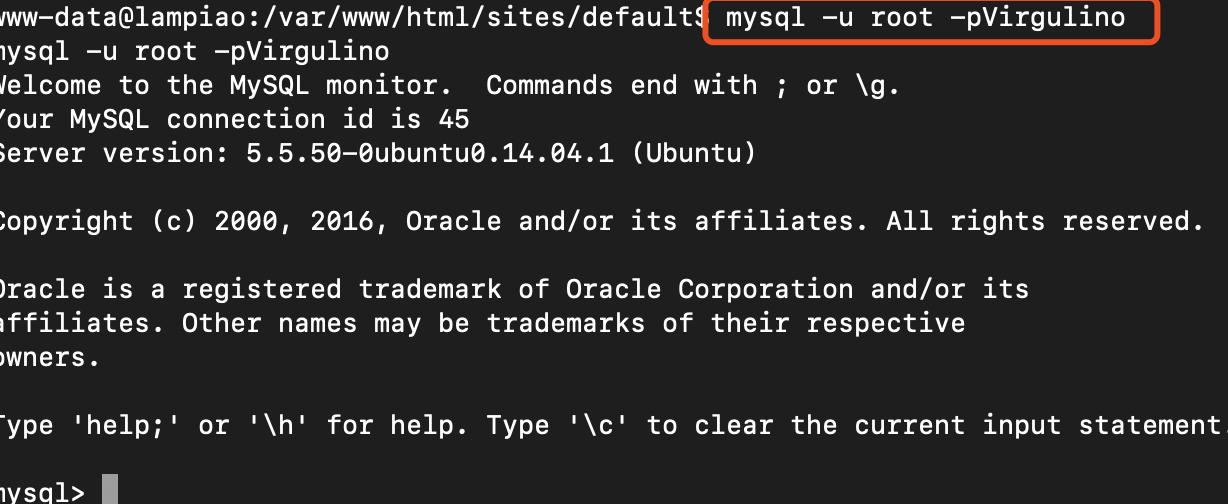 www-data@lampiao:/var/www/html/sites/default$ mysql -u root -pVirgulino
mysql -u root -pVirgulino
Welcome to the MySQL monitor.  Commands end with ; or \g.
Your MySQL connection id is 45
Server version: 5.5.50-0ubuntu0.14.04.1 (Ubuntu)
Copyright (c) 2000, 2016, Oracle and/or its affiliates. All rights reserved.
Oracle is a registered trademark of Oracle Corporation and/or its
affiliates. Other names may be trademarks of their respective
owners.
Type 'help;' or '\h' for help. Type '\c' to clear the current input statement.
mysql>